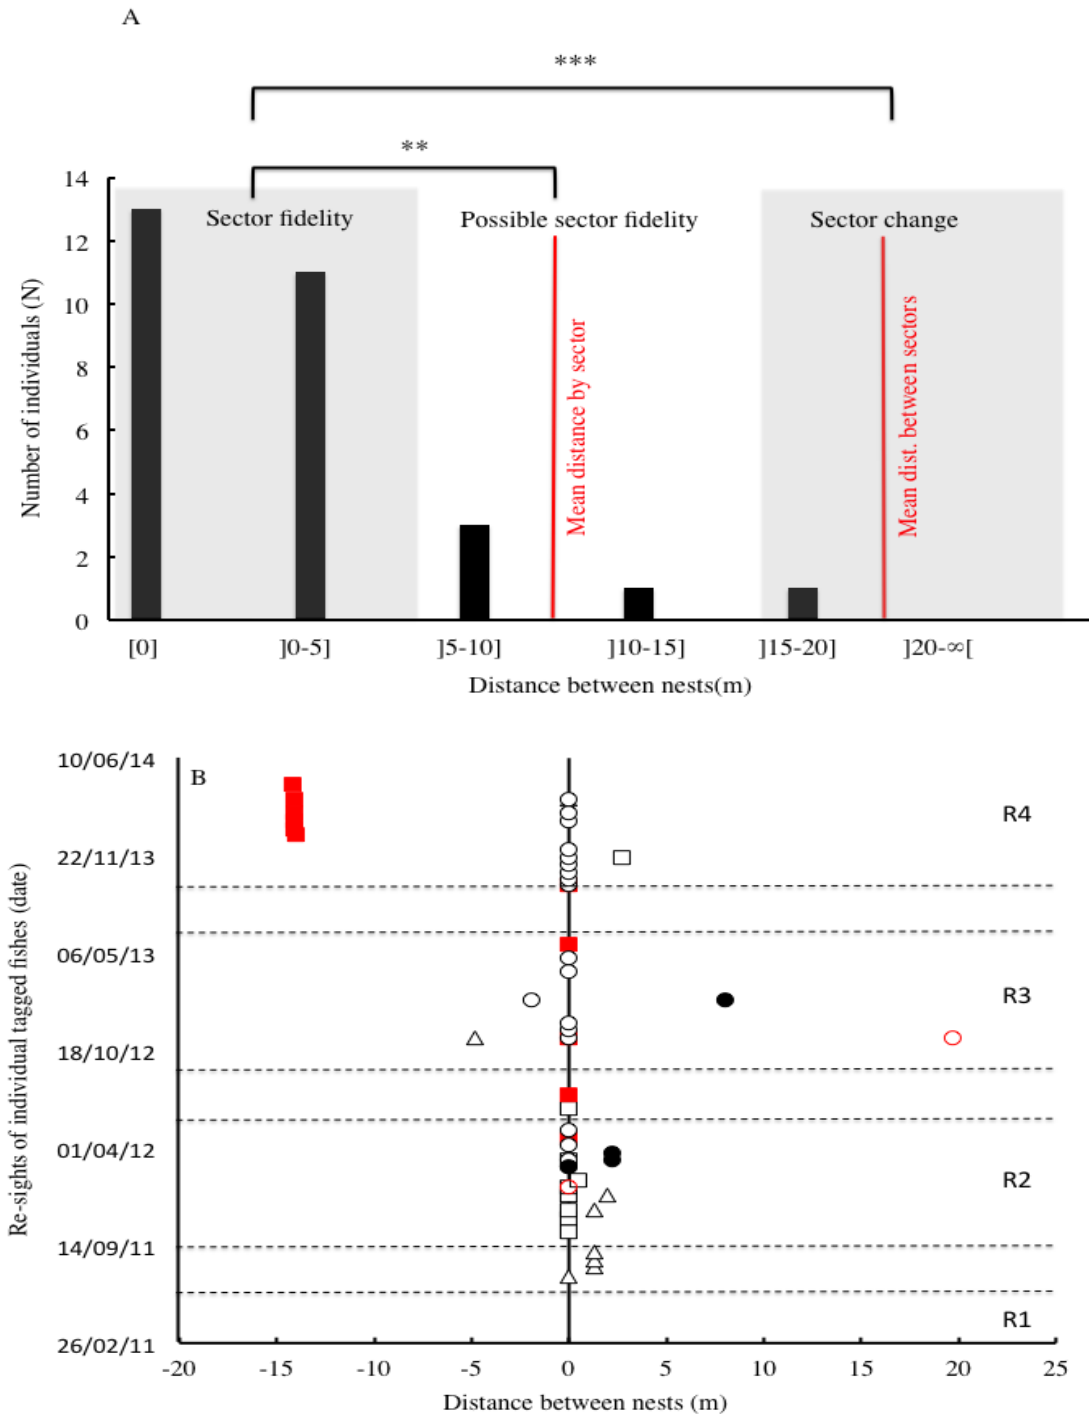 A
***
**
14
Sector fidelity
Possible sector fidelity
Sector change
12
10
8
6
4
2
0
Number of individuals (N)
Mean distance by sector
Mean dist. between sectors
[0]
]0-5]
]5-10]
]10-15]
]15-20]
]20-∞[
Distance between nests(m)
B
10/06/14
22/11/13
06/05/13
18/10/12
01/04/12
14/09/11
26/02/11
Re-sights of individual tagged fishes (date)
R4
R3
R2
R1
-20
-15
-10
-5
0
5
10
15
20
25
Distance between nests (m)